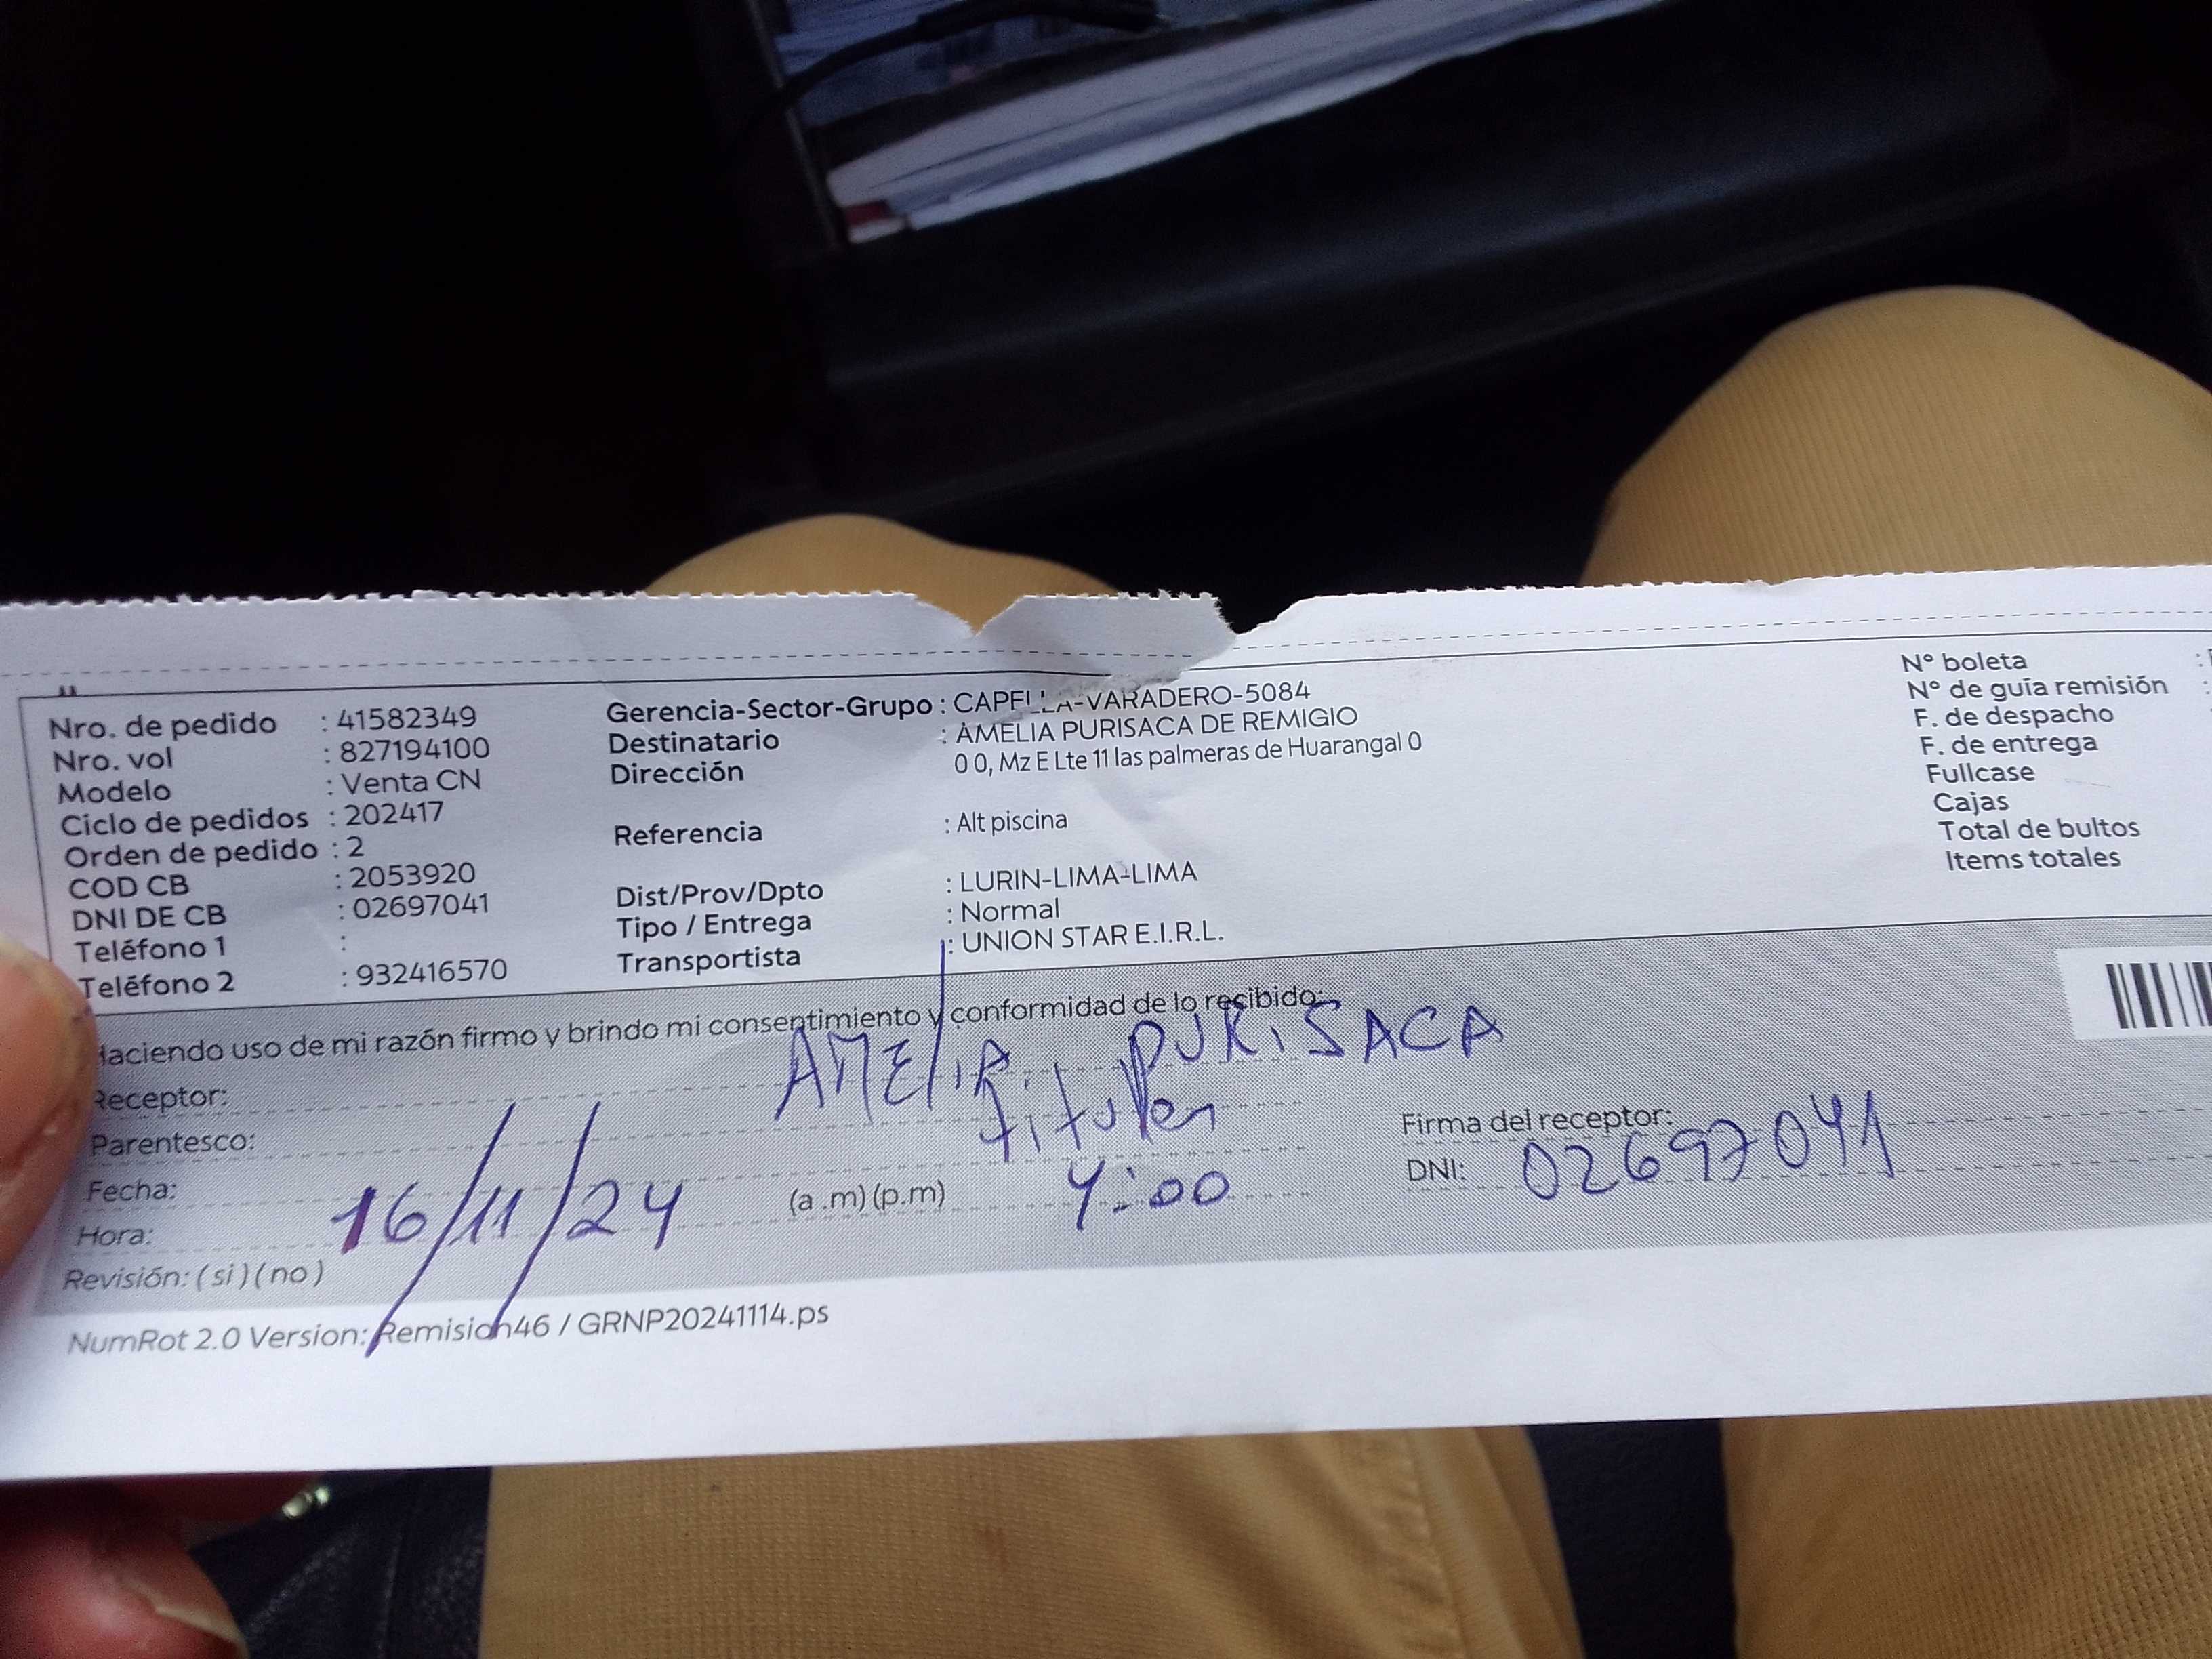 Nro. de pedido : 41582349
Nro. vol : 827194100
Modelo : Venta CN
Ciclo de pedidos : 202417
Orden de pedido : 2
COD CB : 2053920
DNI DE CB : 02697041
Teléfono 1 :
Teléfono 2 : 932416570
Gerencia-Sector-Grupo : CAPELLA-VARADERO-5084
Destinatario : AMELIA PURISACA DE REMIGIO
Dirección 0 0, Mz E Lte 11 las palmeras de Huarangal 0
Referencia : Alt piscina
Dist/Prov/Dpto : LURIN-LIMA-LIMA
Tipo / Entrega : Normal
Transportista : UNION STAR E.I.R.L.
N° boleta :
N° de guía remisión :
F. de despacho
F. de entrega
Fullcase
Cajas
Total de bultos
Items totales
Haciendo uso de mi razón firmo y brindo mi consentimiento y conformidad de lo recibido:
Receptor: AMELIA PURISACA
Parentesco: titular
Fecha: 16/11/24 (a .m) (p.m) 4:00
Hora:
Revisión: ( si ) ( no )
Firma del receptor:
DNI: 02697041
NumRot 2.0 Version: Remision46 / GRNP20241114.ps